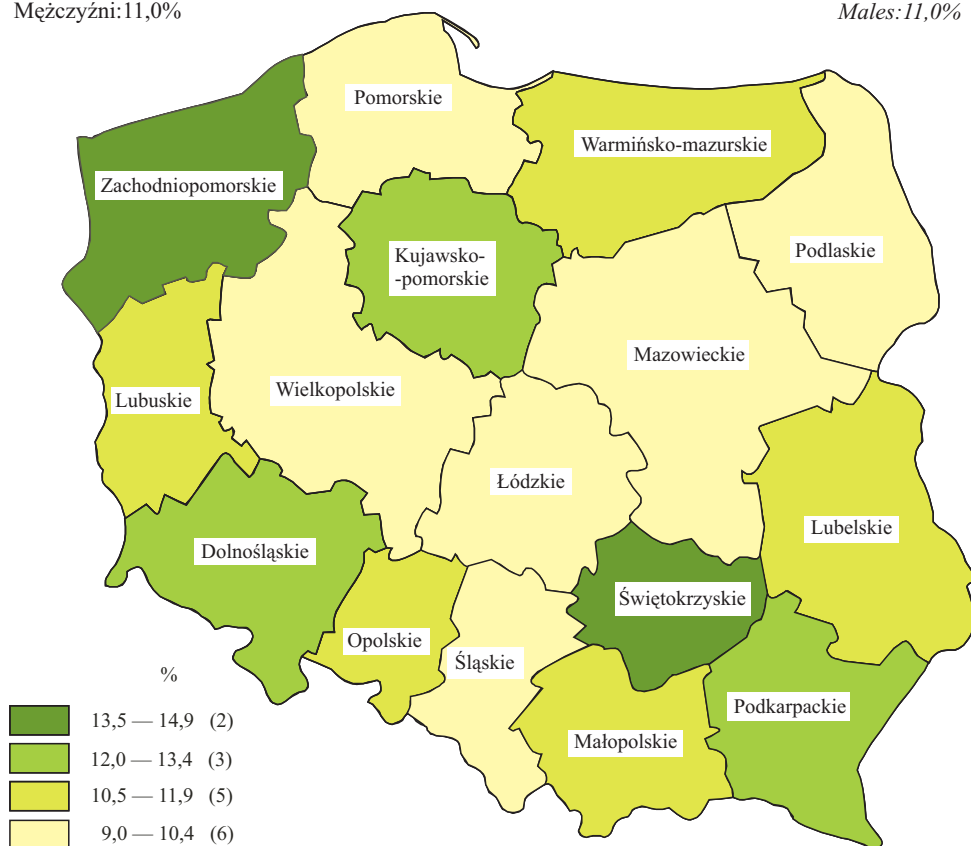 Mężczyźni:11,0%
Males:11,0%
Pomorskie
Warmińsko-mazurskie
Zachodniopomorskie
Podlaskie
Kujawsko-
-pomorskie
Mazowieckie
Wielkopolskie
Lubuskie
Łódzkie
Lubelskie
Dolnośląskie
Świętokrzyskie
Opolskie
Śląskie
Podkarpackie
Małopolskie
%
13,5 — 14,9 (2)
12,0 — 13,4 (3)
10,5 — 11,9 (5)
9,0 — 10,4 (6)